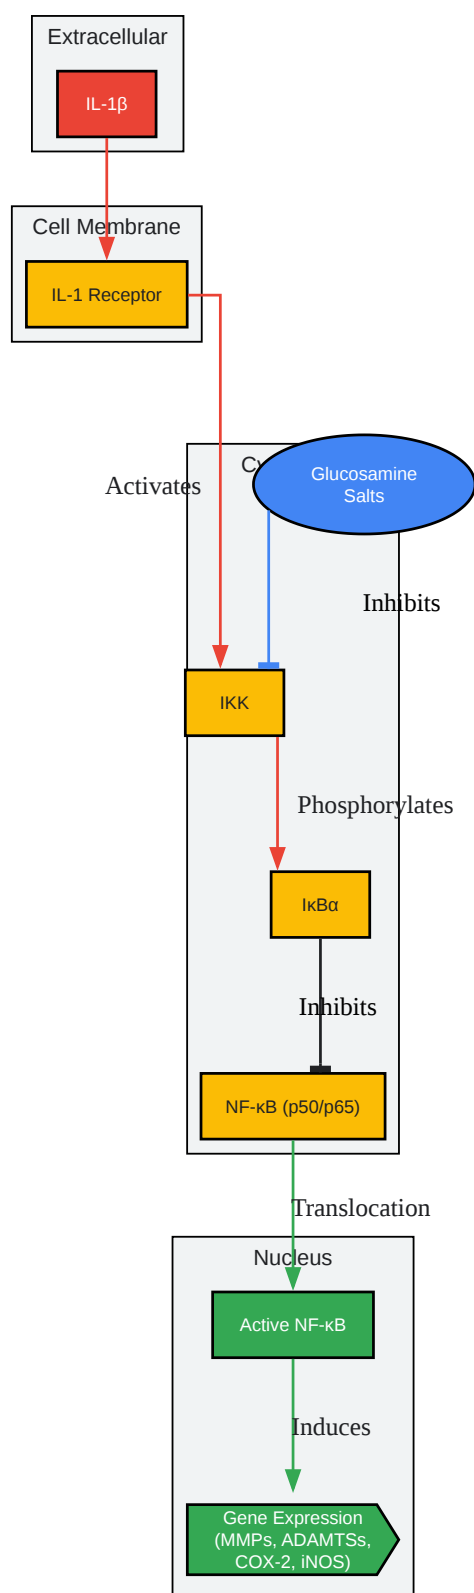 Extracellular
IL-1β
Cell Membrane
IL-1 Receptor
Activates
Glucosamine
Salts
Inhibits
IKK
Phosphorylates
IκBα
Inhibits
NF-κB (p50/p65)
Translocation
Nucleus
Active NF-κB
Induces
Gene Expression
(MMPs, ADAMTSs,
COX-2, iNOS)